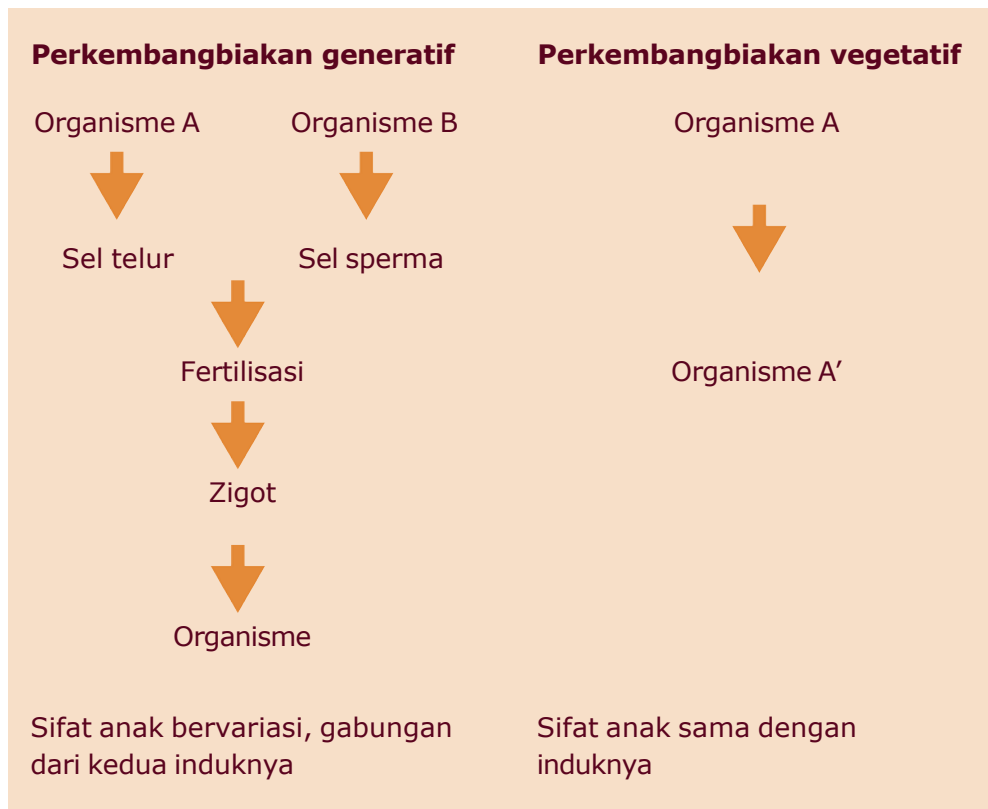 Perkembangbiakan generatif
Organisme A
Organisme B
Sel telur
Sel sperma
Fertilisasi
Zigot
Organisme
Sifat anak bervariasi, gabungan
dari kedua induknya
Perkembangbiakan vegetatif
Organisme A
Organisme A’
Sifat anak sama dengan
induknya